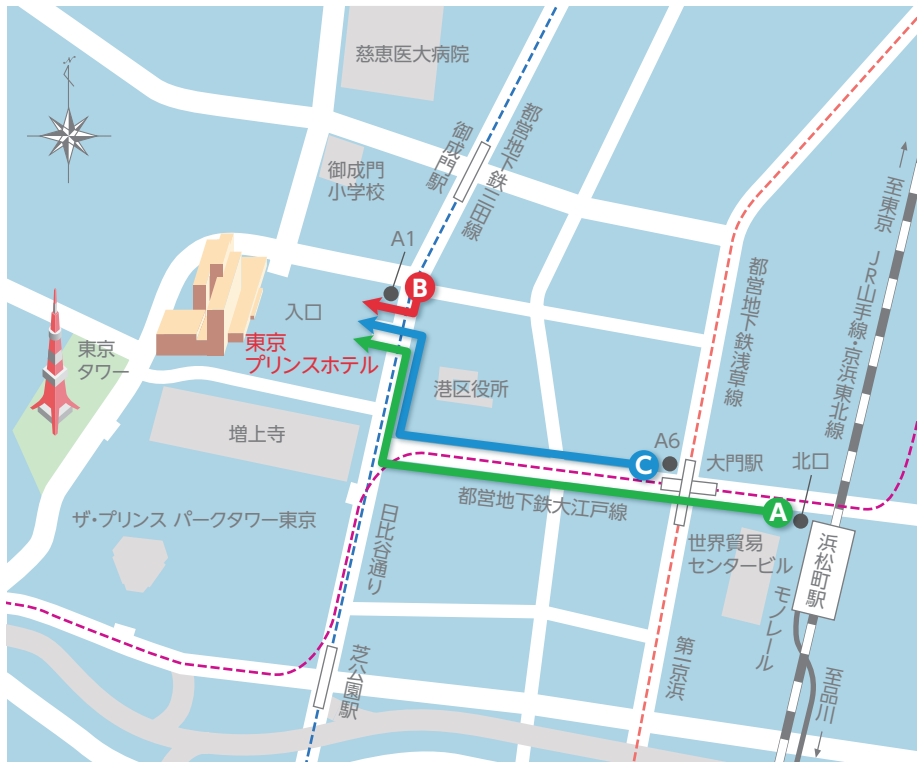 N
慈恵医大病院
御成門
小学校
御成門駅
都営地下鉄三田線
A1
B
入口
東京
プリンスホテル
東京
タワー
増上寺
港区役所
ザ・プリンス パークタワー東京
日比谷通り
芝公園駅
都営地下鉄浅草線
至東京
JR山手線・京浜東北線
A6
C
大門駅
北口
A
都営地下鉄大江戸線
世界貿易
センタービル
浜松町駅
モノレール
第一京浜
至品川